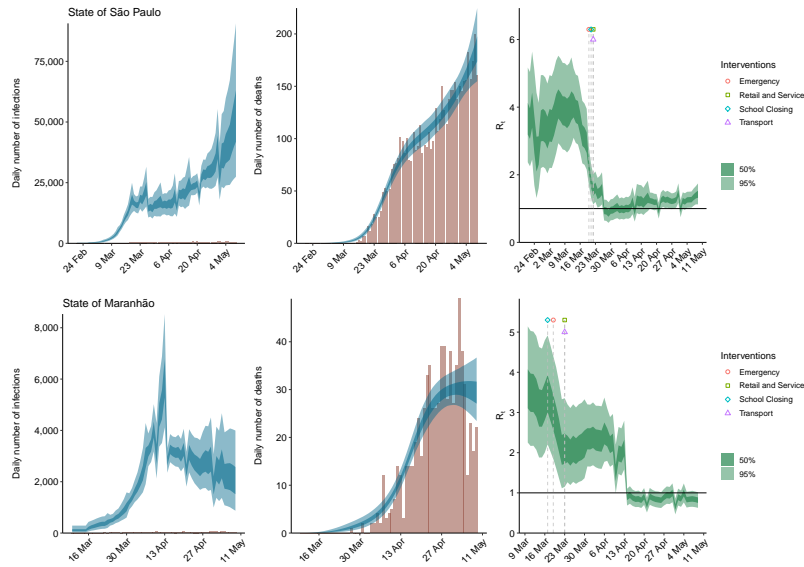 State of São Paulo
Daily number of infections
75,000
50,000
25,000
0
24 Feb
9 Mar
23 Mar
6 Apr
20 Apr
4 May
Daily number of deaths
200
150
100
50
0
24 Feb
9 Mar
23 Mar
6 Apr
20 Apr
4 May
Rt
6
4
2
0
24 Feb
2 Mar
9 Mar
16 Mar
23 Mar
30 Mar
6 Apr
13 Apr
20 Apr
27 Apr
4 May
11 May
Interventions
Emergency
Retail and Service
School Closing
Transport
50%
95%
State of Maranhão
Daily number of infections
8,000
6,000
4,000
2,000
0
16 Mar
30 Mar
13 Apr
27 Apr
11 May
Daily number of deaths
40
30
20
10
0
16 Mar
30 Mar
13 Apr
27 Apr
11 May
Rt
5
4
3
2
1
0
9 Mar
16 Mar
23 Mar
30 Mar
6 Apr
13 Apr
20 Apr
27 Apr
4 May
11 May
Interventions
Emergency
Retail and Service
School Closing
Transport
50%
95%